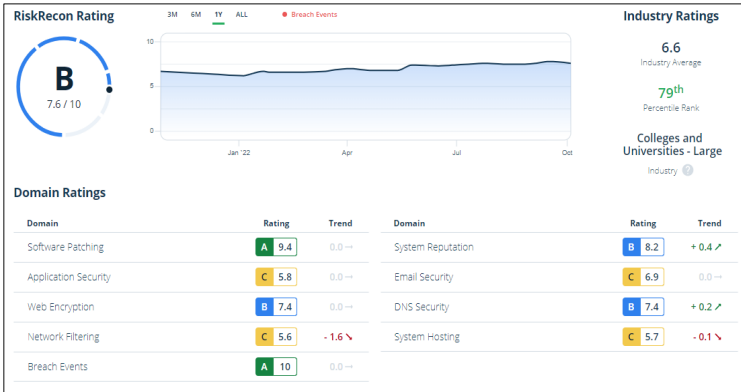 RiskRecon Rating
3M 6M 1Y ALL
Breach Events
Industry Ratings
B
7.6 / 10
10
5
0
Jan '22
Apr
Jul
Oct
6.6
Industry Average
79th
Percentile Rank
Colleges and
Universities - Large
Industry ?
Domain Ratings
Domain Rating Trend
Software Patching A 9.4 0.0 →
Application Security C 5.8 0.0 →
Web Encryption B 7.4 0.0 →
Network Filtering C 5.6 - 1.6 ↘
Breach Events A 10 0.0 →
Domain Rating Trend
System Reputation B 8.2 + 0.4 ↗
Email Security C 6.9 0.0 →
DNS Security B 7.4 + 0.2 ↗
System Hosting C 5.7 - 0.1 ↘